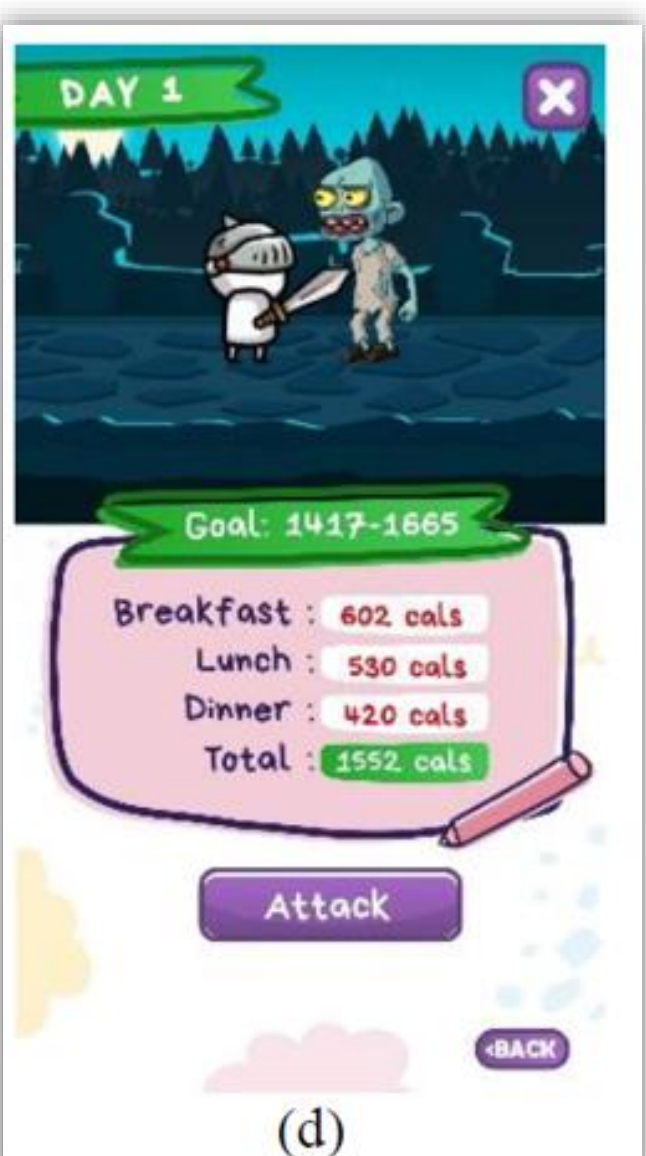 DAY 1
X
Goal: 1417-1665
Breakfast : 602 cals
Lunch : 530 cals
Dinner : 420 cals
Total : 1552 cals
Attack
<BACK
(d)